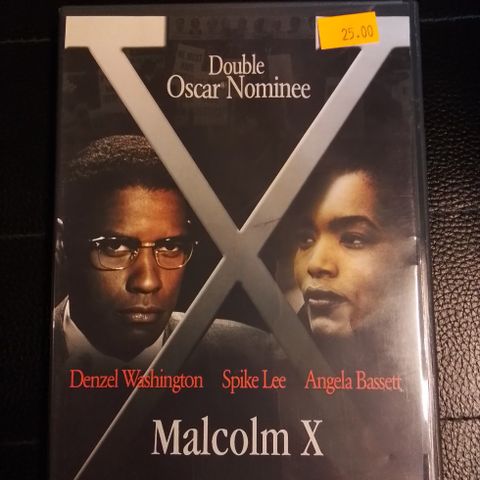 25.00
Double
Oscar® Nominee
X
Denzel Washington Spike Lee Angela Bassett
Malcolm X